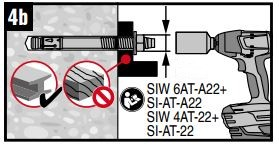 4b
SIW 6AT-A22+
SI-AT-A22
SIW 4AT-22+
SI-AT-22